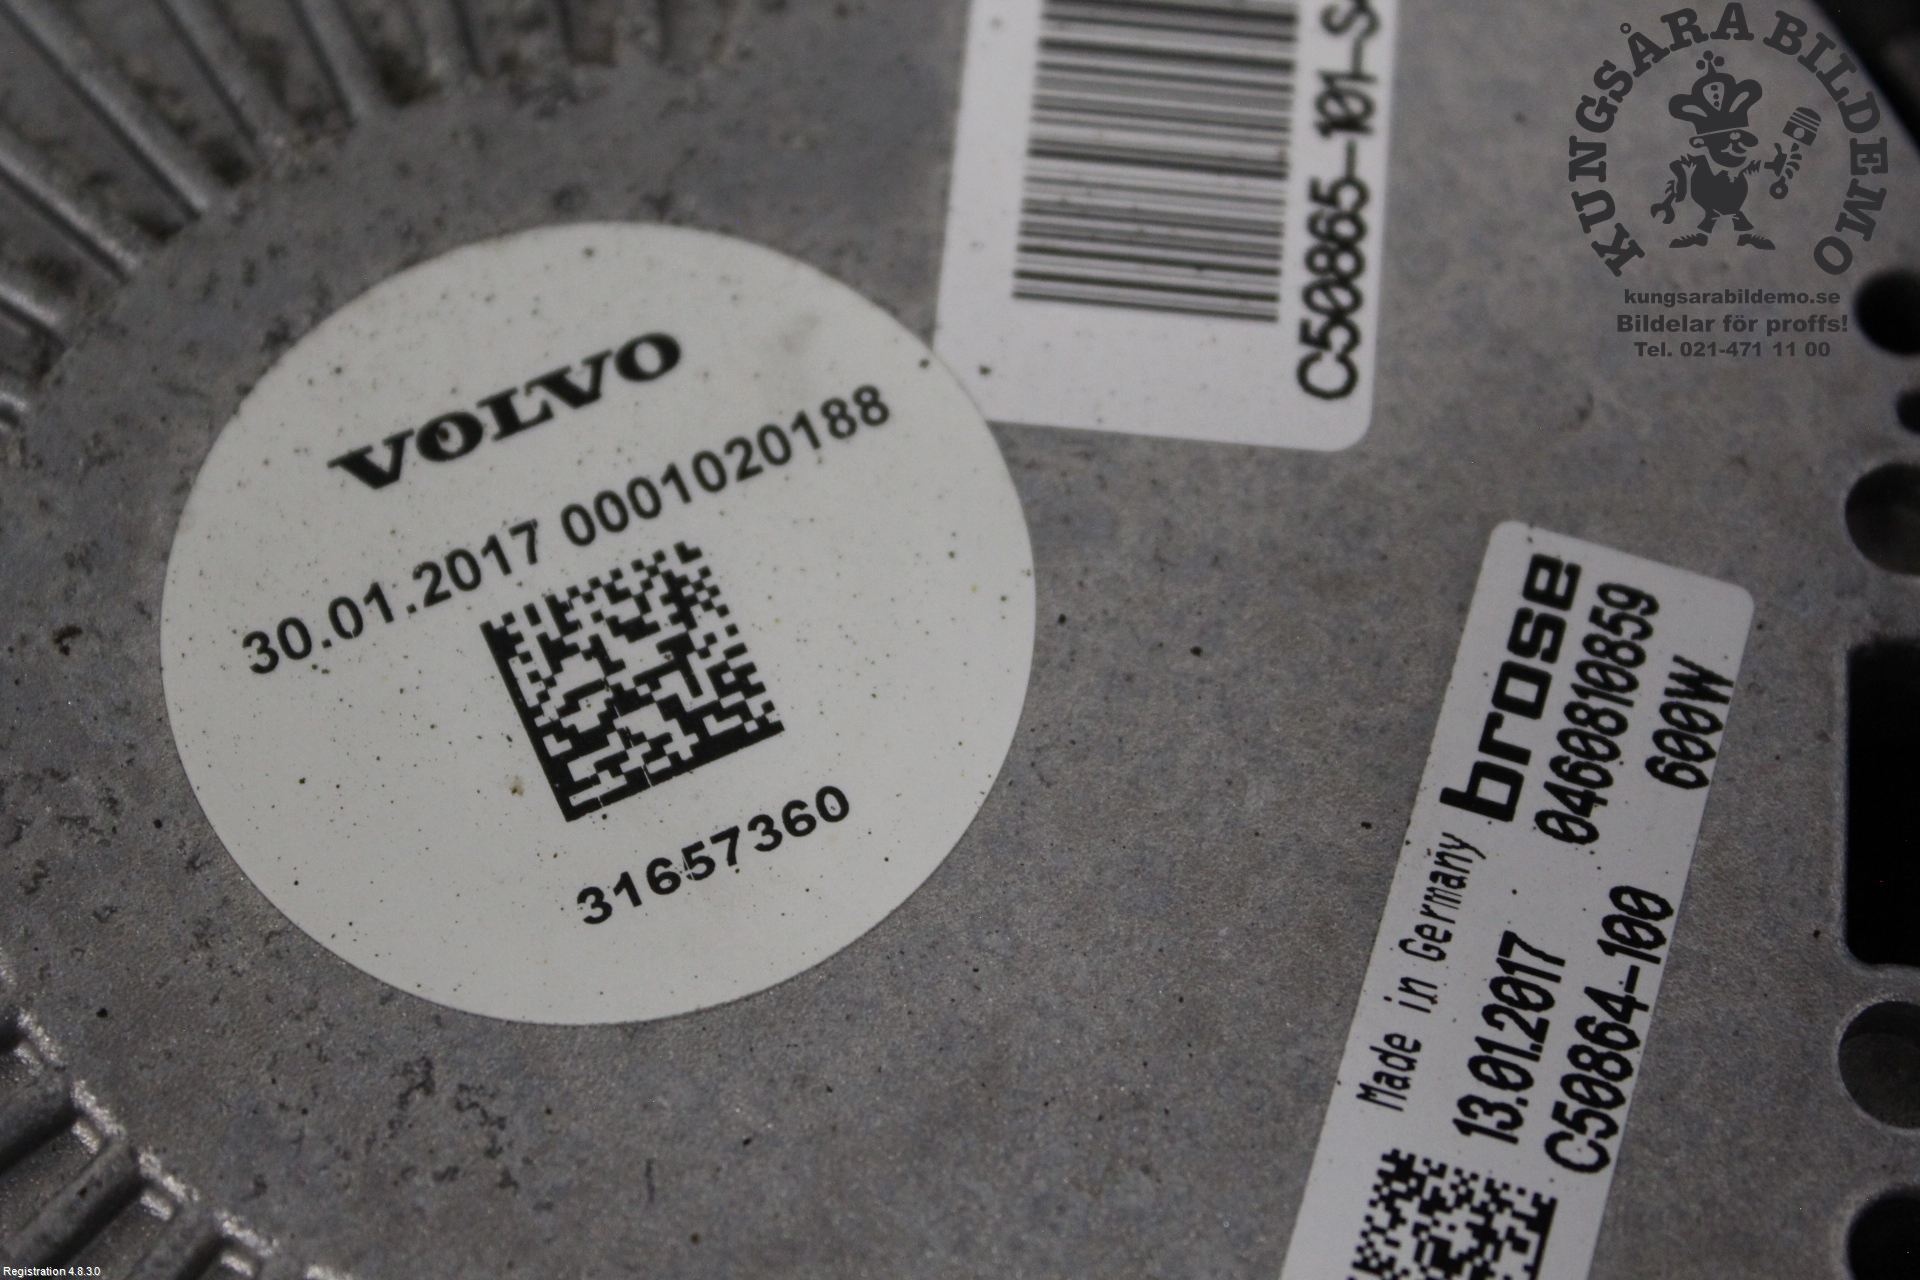 VOLVO
30.01.2017 0001020188
31657360
C50865-101
brose
0460810859
600W
Made in Germany
13.01.2017
C50864-100
KUNGSÅRA BILDEMO
kungsarabildemo.se
Bildelar för proffs!
Tel. 021-471 11 00
Registration 4.8.3.0